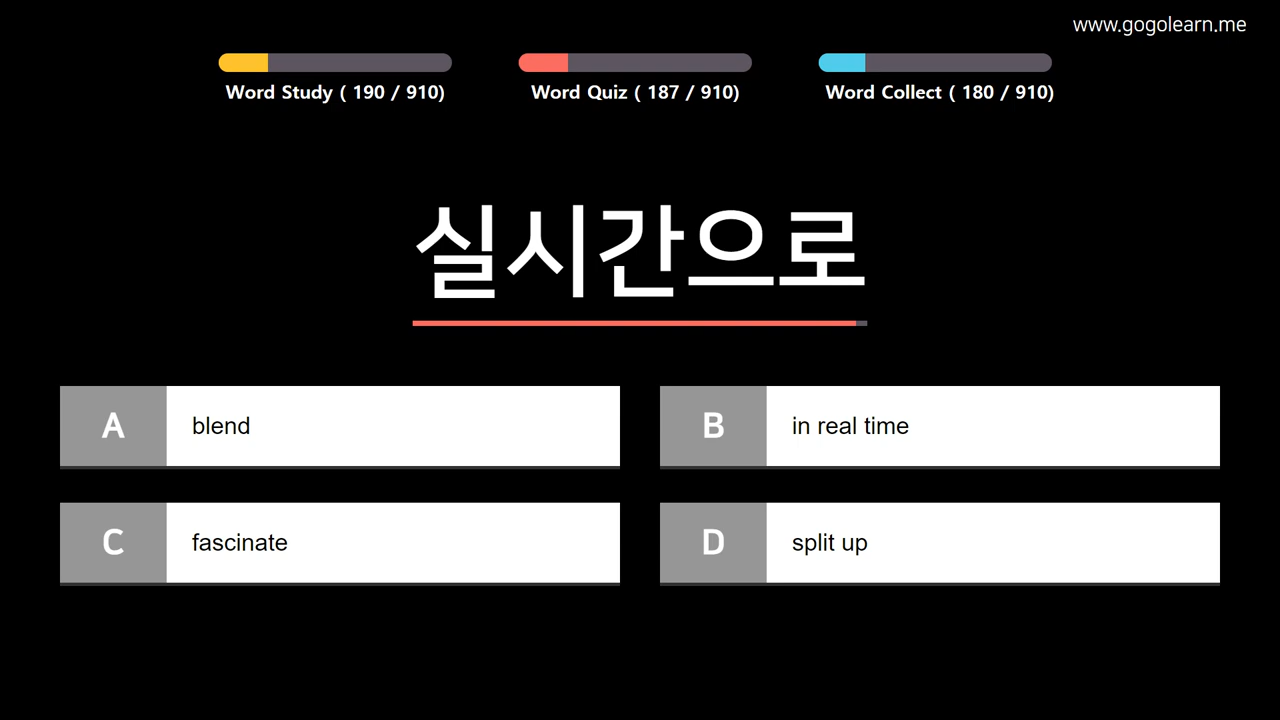 www.gogolearn.me
Word Study ( 190 / 910)
Word Quiz ( 187 / 910)
Word Collect ( 180 / 910)
실시간으로
A blend
B in real time
C fascinate
D split up